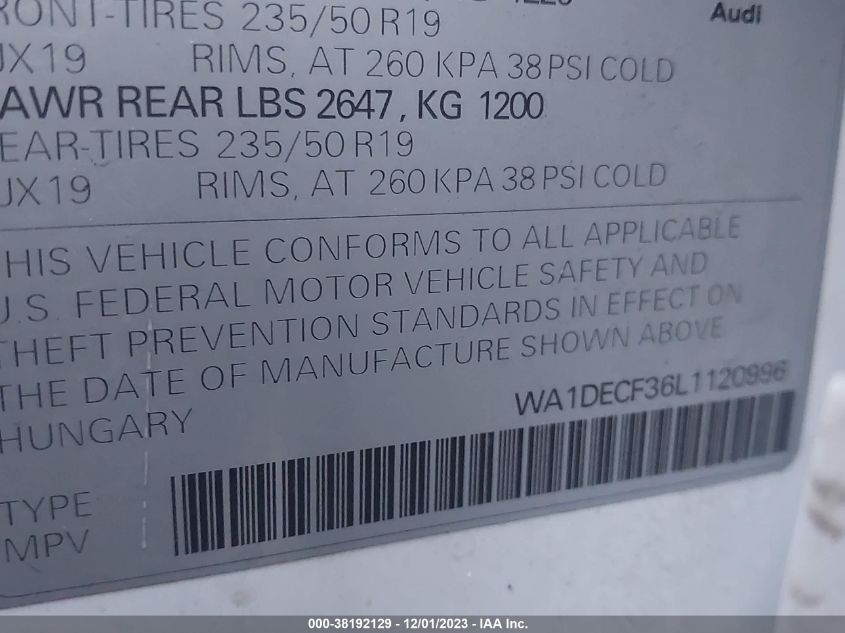 RONT-TIRES 235/50 R19
Audi
JX19 RIMS, AT 260 KPA 38 PSI COLD
AWR REAR LBS 2647, KG 1200
EAR-TIRES 235/50 R19
JX19 RIMS, AT 260 KPA 38 PSI COLD
HIS VEHICLE CONFORMS TO ALL APPLICABLE
U.S. FEDERAL MOTOR VEHICLE SAFETY AND
THEFT PREVENTION STANDARDS IN EFFECT ON
THE DATE OF MANUFACTURE SHOWN ABOVE
WA1DECF36L1120996
HUNGARY
TYPE
MPV
000-38192129 - 12/01/2023 - IAA Inc.